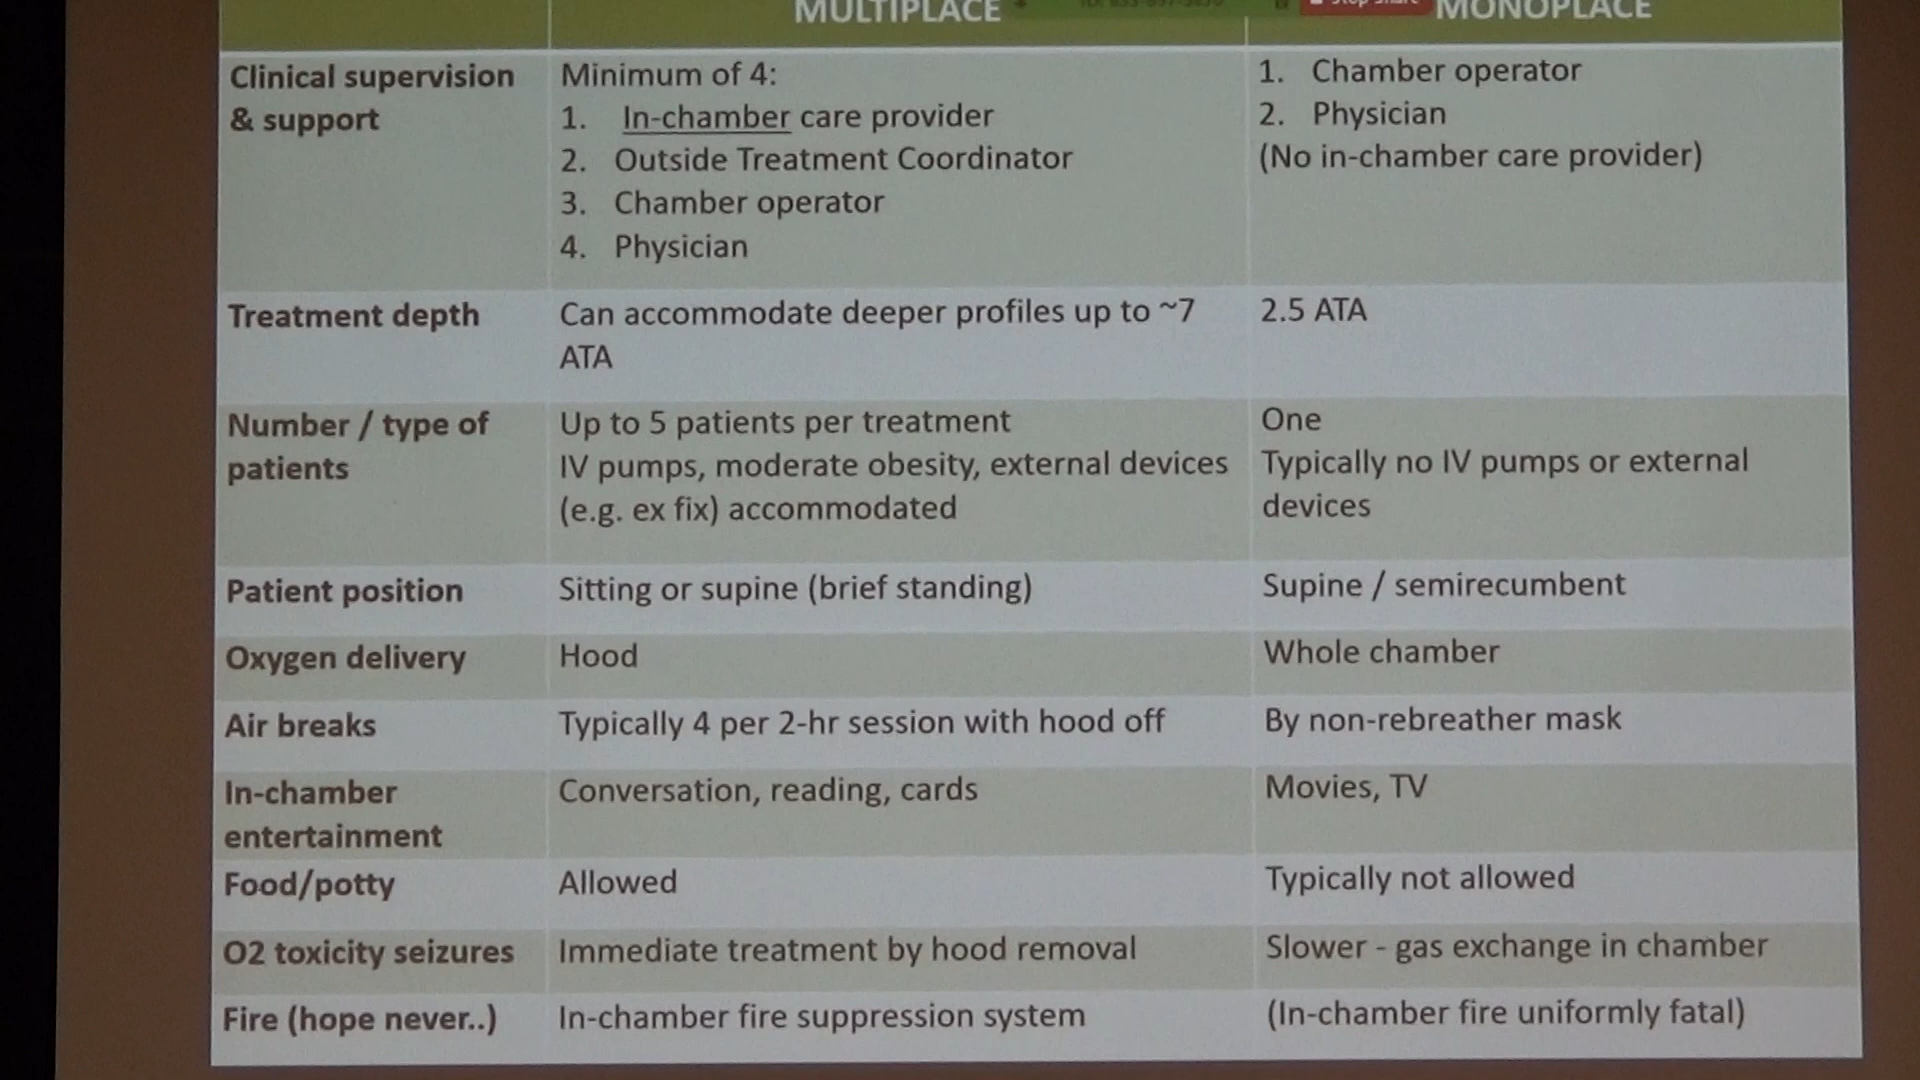 MULTIPLACE
MONOPLACE
Clinical supervision
& support
Minimum of 4:
1. In-chamber care provider
2. Outside Treatment Coordinator
3. Chamber operator
4. Physician
1. Chamber operator
2. Physician
(No in-chamber care provider)
Treatment depth
Can accommodate deeper profiles up to ~7
ATA
2.5 ATA
Number / type of
patients
Up to 5 patients per treatment
IV pumps, moderate obesity, external devices
(e.g. ex fix) accommodated
One
Typically no IV pumps or external
devices
Patient position
Sitting or supine (brief standing)
Supine / semirecumbent
Oxygen delivery
Hood
Whole chamber
Air breaks
Typically 4 per 2-hr session with hood off
By non-rebreather mask
In-chamber
entertainment
Conversation, reading, cards
Movies, TV
Food/potty
Allowed
Typically not allowed
O2 toxicity seizures
Immediate treatment by hood removal
Slower - gas exchange in chamber
Fire (hope never..)
In-chamber fire suppression system
(In-chamber fire uniformly fatal)